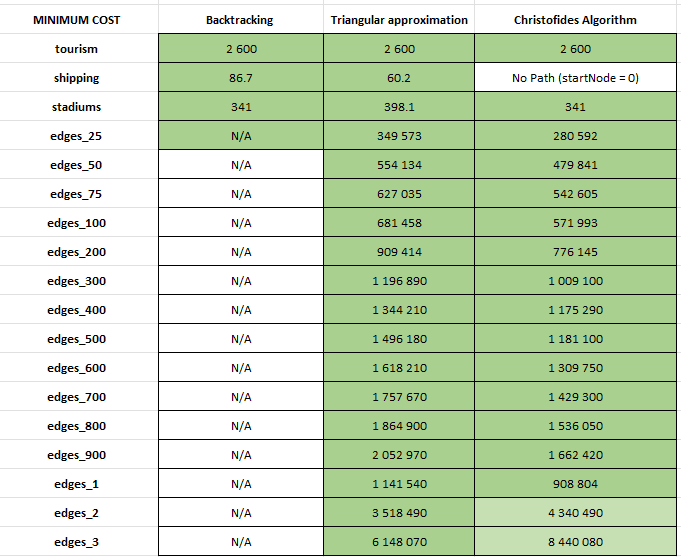 MINIMUM COST Backtracking Triangular approximation Christofides Algorithm
tourism 2 600 2 600 2 600
shipping 86.7 60.2 No Path (startNode = 0)
stadiums 341 398.1 341
edges_25 N/A 349 573 280 592
edges_50 N/A 554 134 479 841
edges_75 N/A 627 035 542 605
edges_100 N/A 681 458 571 993
edges_200 N/A 909 414 776 145
edges_300 N/A 1 196 890 1 009 100
edges_400 N/A 1 344 210 1 175 290
edges_500 N/A 1 496 180 1 181 100
edges_600 N/A 1 618 210 1 309 750
edges_700 N/A 1 757 670 1 429 300
edges_800 N/A 1 864 900 1 536 050
edges_900 N/A 2 052 970 1 662 420
edges_1 N/A 1 141 540 908 804
edges_2 N/A 3 518 490 4 340 490
edges_3 N/A 6 148 070 8 440 080